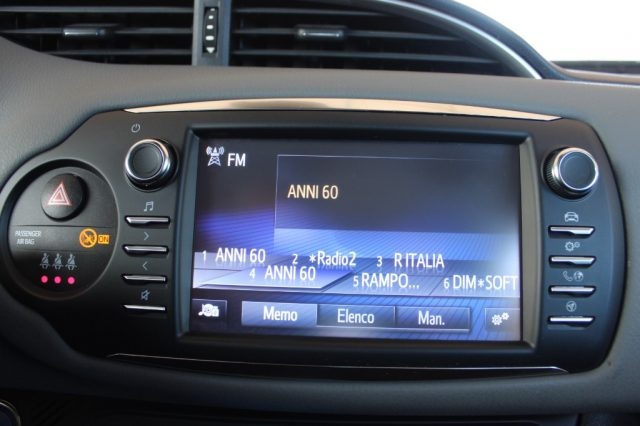 FM
ANNI 60
1 ANNI 60 2 *Radio2 3 R ITALIA
4 ANNI 60 5 RAMPO... 6 DIM*SOFT
Memo Elenco Man.
PASSENGER
AIR BAG
ON